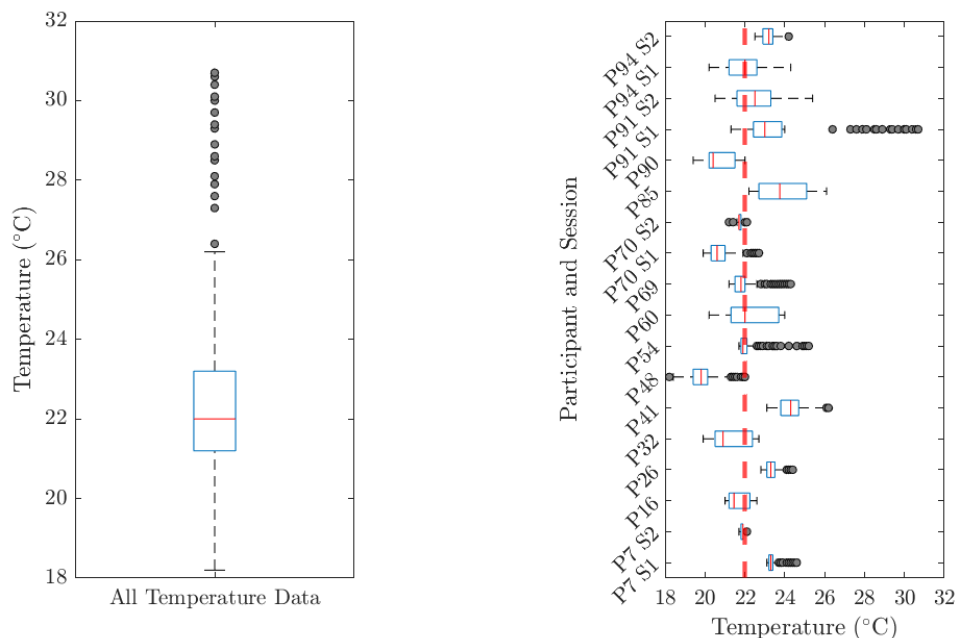 32
30
28
26
24
22
20
18
Temperature (°C)
All Temperature Data
Participant and Session
P94 S2
P94 S1
P94 S2
P91 S1
P90
P85
P70 S2
P70 S1
P69
P60
P54
P48
P41
P32
P26
P16
P7 S2
P7 S1
18 20 22 24 26 28 30 32
Temperature (°C)